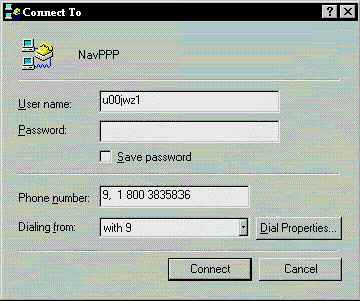 Connect To
NavPPP
User name: u00jwz1
Password:
Save password
Phone number: 9, 1 800 3835836
Dialing from: with 9 Dial Properties...
Connect Cancel